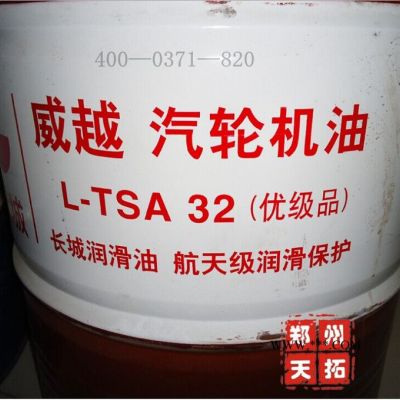 400—0371—820
威越 汽轮机油
L-TSA 32 (优级品)
长城润滑油 航天级润滑保护
郑州
天拓